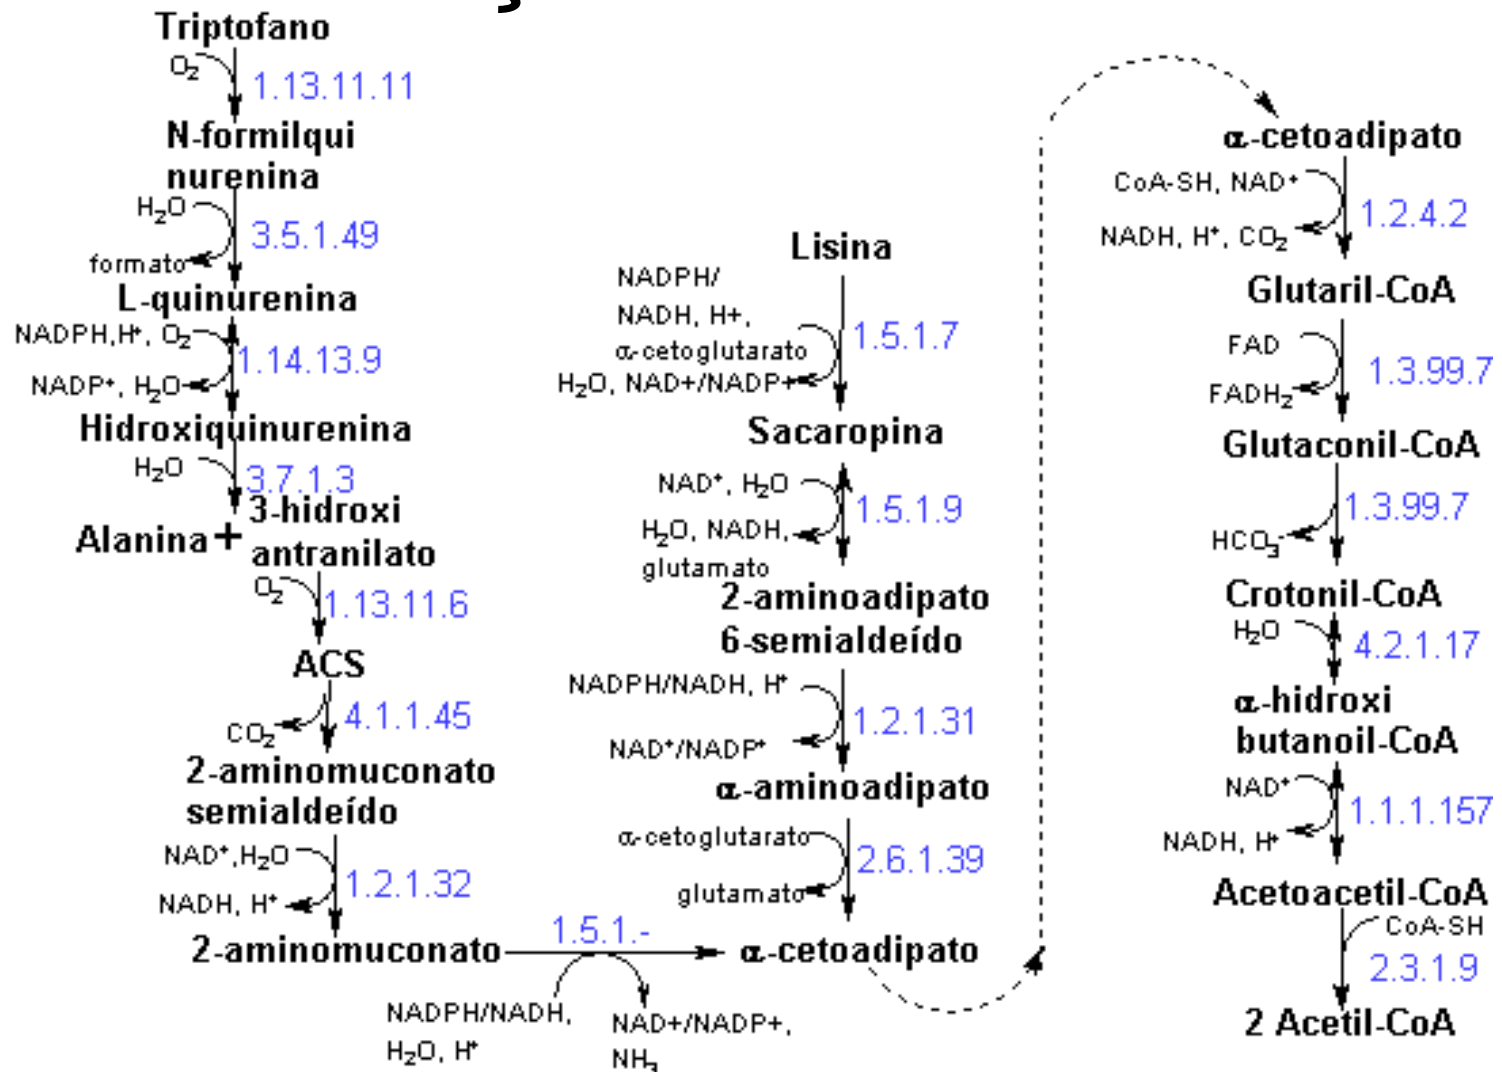 Triptofano
O2
1.13.11.11
N-formilqui
nurenina
H2O
3.5.1.49
formato
L-quinurenina
NADPH,H+, O2
1.14.13.9
NADP+, H2O
Hidroxiquinurenina
H2O
3.7.1.3
Alanina +
3-hidroxi
antranilato
O2
1.13.11.6
ACS
CO2
4.1.1.45
2-aminomuconato
semialdeído
NAD+,H2O
1.2.1.32
NADH, H+
2-aminomuconato
1.5.1.-
NADPH/NADH,
H2O, H+
NAD+/NADP+,
NH3
Lisina
NADPH/
NADH, H+,
α-cetoglutarato
1.5.1.7
H2O, NAD+/NADP+
Sacaropina
NAD+, H2O
1.5.1.9
H2O, NADH,
glutamato
2-aminoadipato
6-semialdeído
NADPH/NADH, H+
1.2.1.31
NAD+/NADP+
α-aminoadipato
α-cetoglutarato
2.6.1.39
glutamato
α-cetoadipato
α-cetoadipato
CoA-SH, NAD+
1.2.4.2
NADH, H+, CO2
Glutaril-CoA
FAD
1.3.99.7
FADH2
Glutaconil-CoA
1.3.99.7
HCO3-
Crotonil-CoA
H2O
4.2.1.17
α-hidroxi
butanoil-CoA
NAD+
1.1.1.157
NADH, H+
Acetoacetil-CoA
CoA-SH
2.3.1.9
2 Acetil-CoA